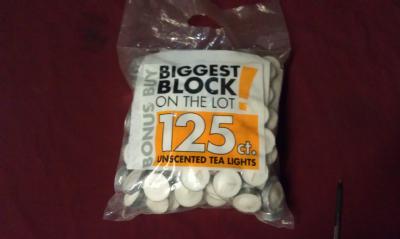 BONUS BUY
BIGGEST
BLOCK
ON THE LOT!
125 ct.
UNSCENTED TEA LIGHTS